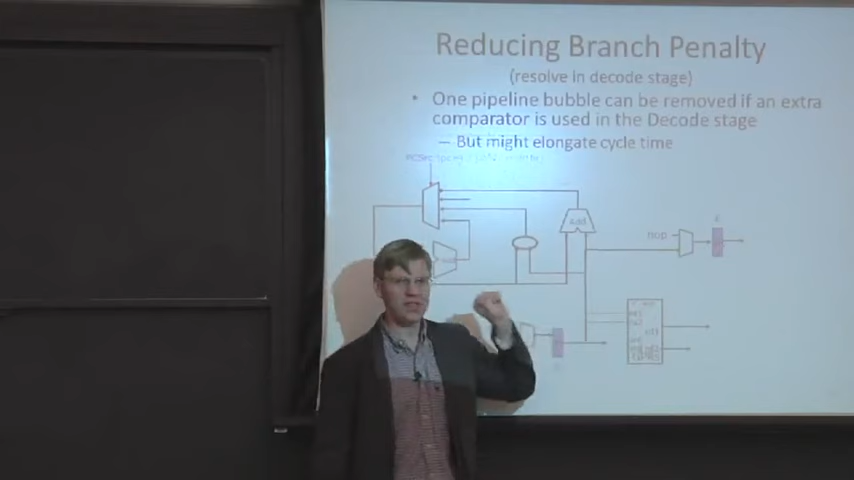 Reducing Branch Penalty
(resolve in decode stage)
• One pipeline bubble can be removed if an extra
comparator is used in the Decode stage
– But might elongate cycle time
Add
nop